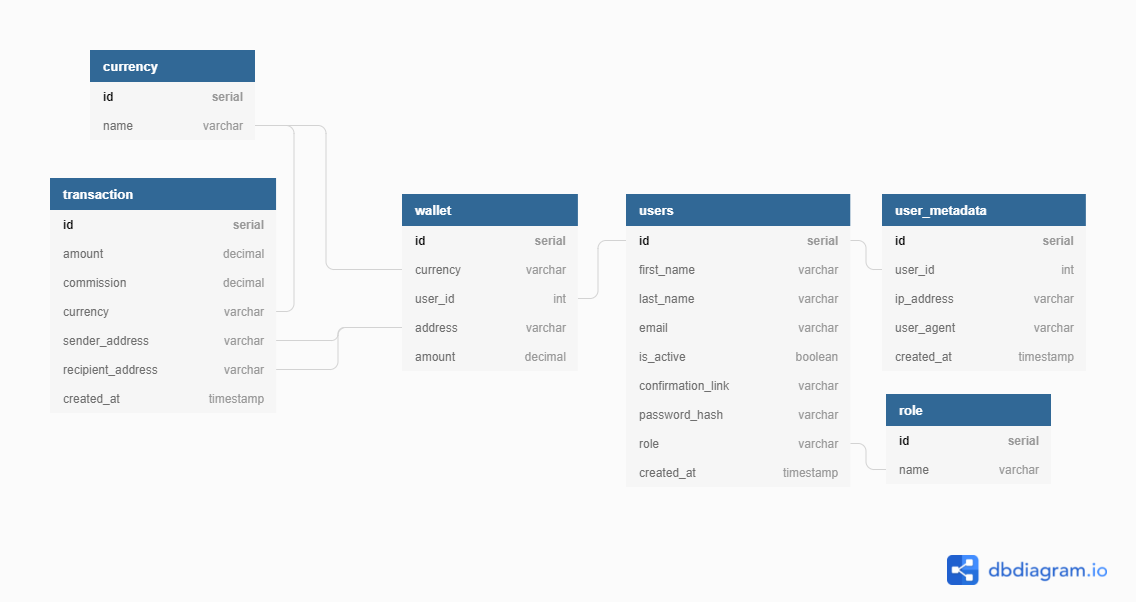 currency
id serial
name varchar
transaction
id serial
amount decimal
commission decimal
currency varchar
sender_address varchar
recipient_address varchar
created_at timestamp
wallet
id serial
currency varchar
user_id int
address varchar
amount decimal
users
id serial
first_name varchar
last_name varchar
email varchar
is_active boolean
confirmation_link varchar
password_hash varchar
role varchar
created_at timestamp
user_metadata
id serial
user_id int
ip_address varchar
user_agent varchar
created_at timestamp
role
id serial
name varchar
dbdiagram.io